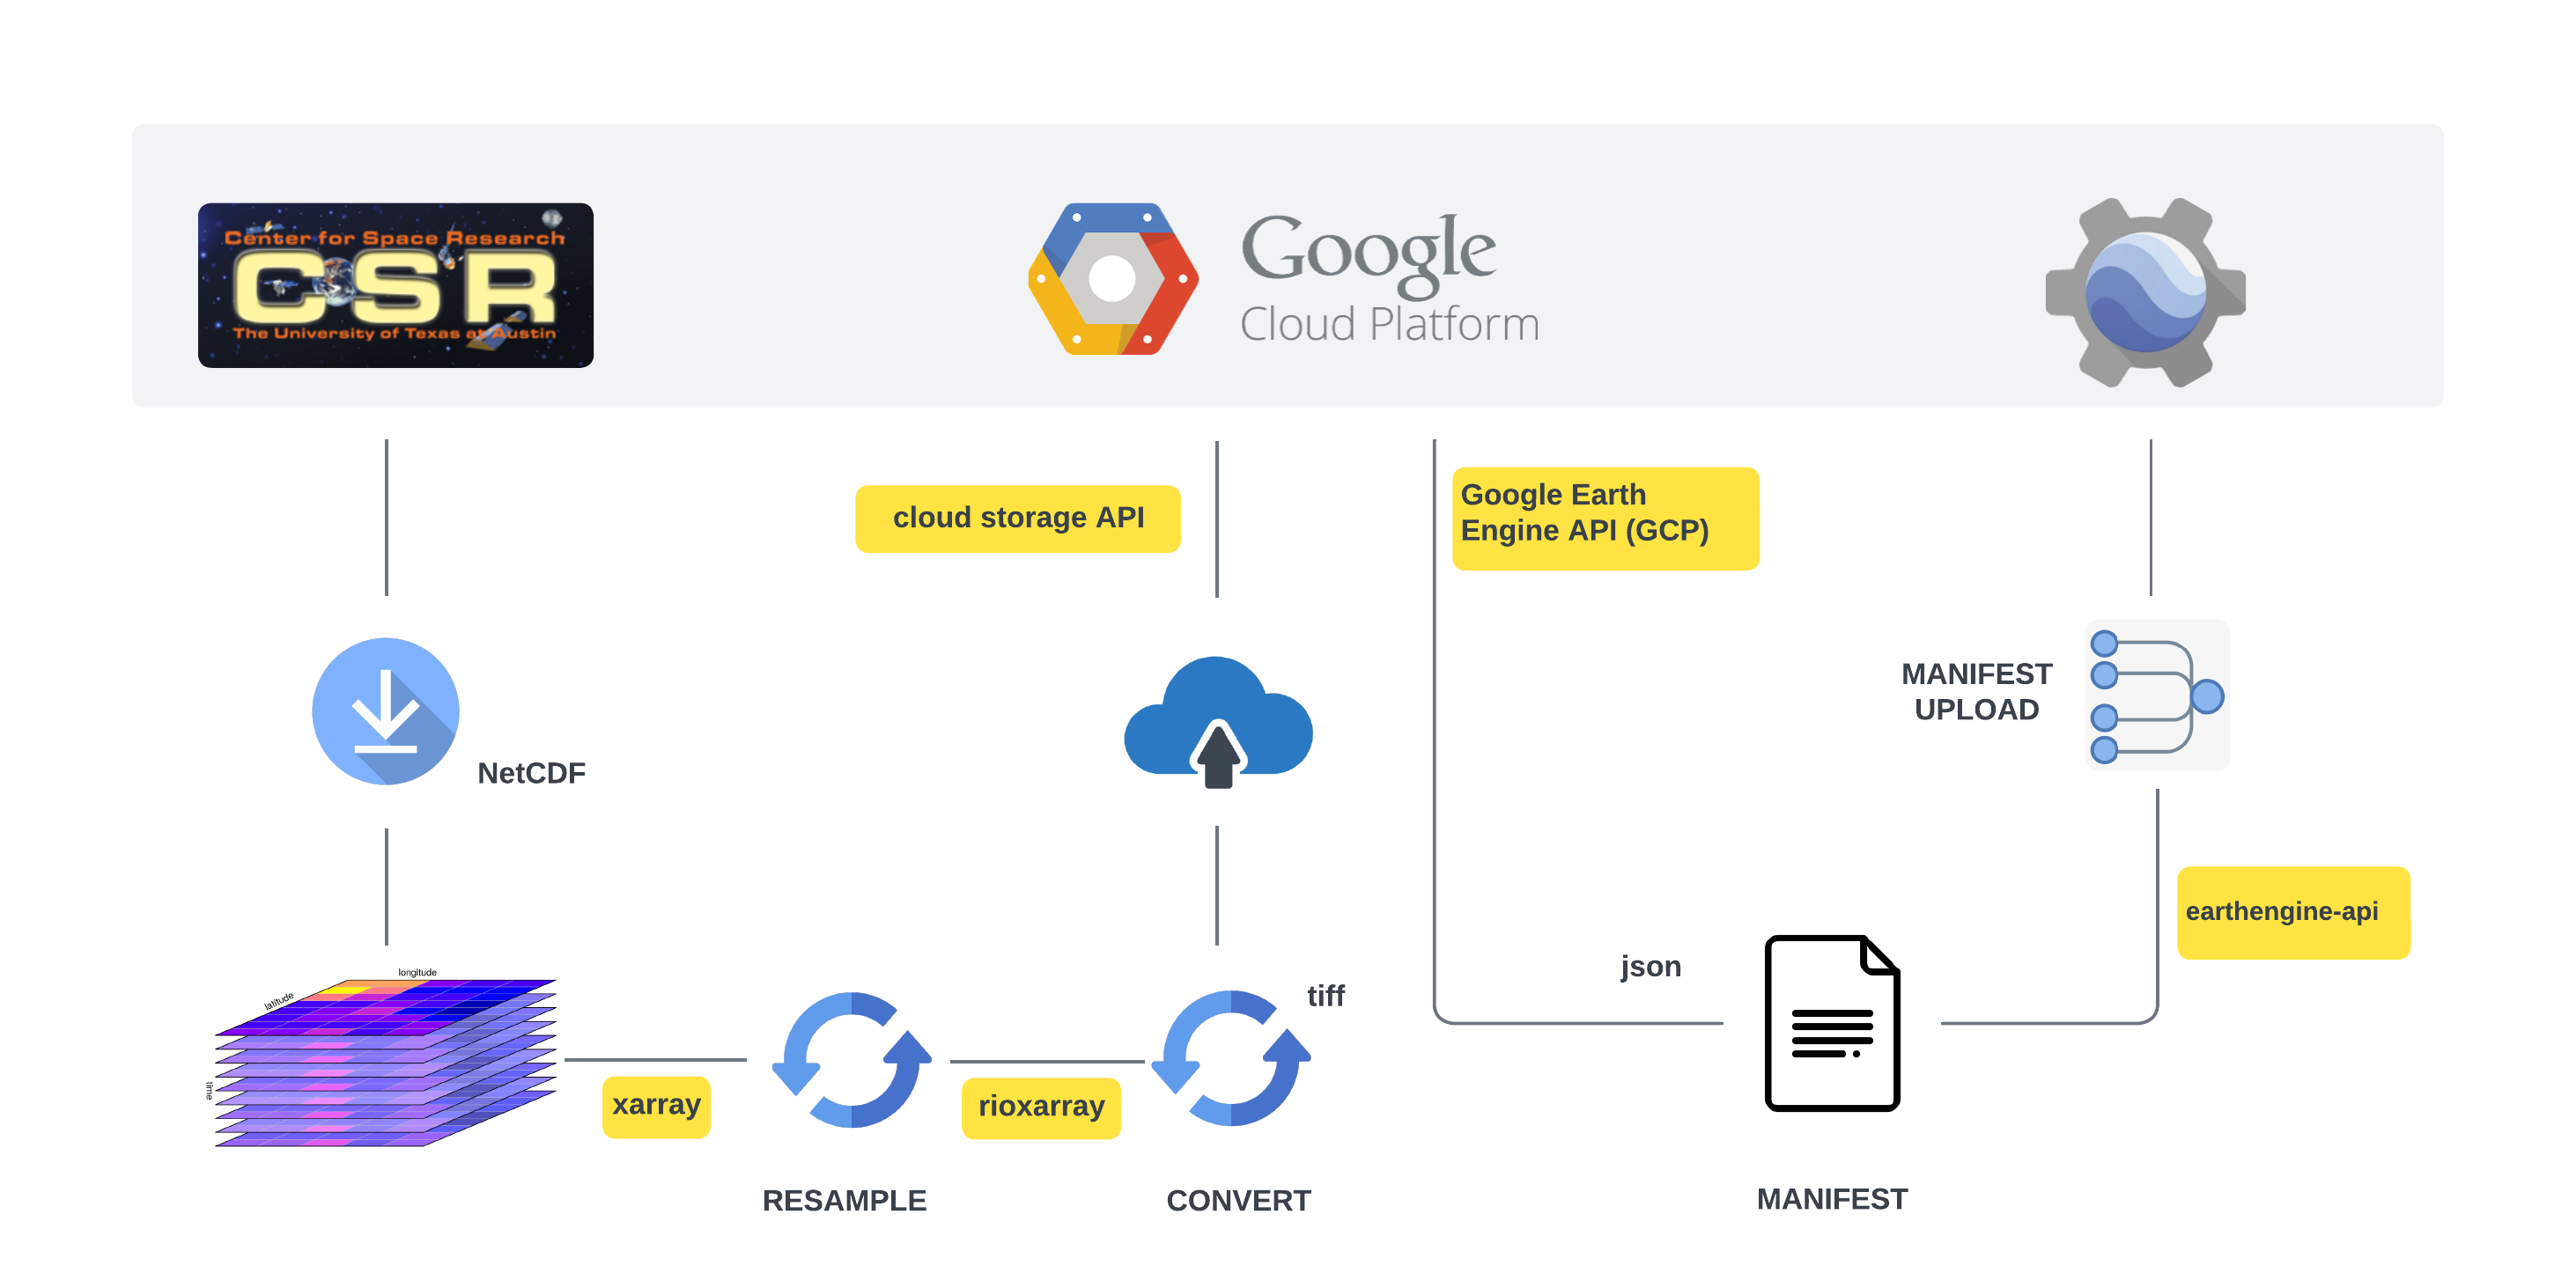 Center for Space Research
CSR
The University of Texas at Austin
Google
Cloud Platform
cloud storage API
Google Earth
Engine API (GCP)
MANIFEST
UPLOAD
NetCDF
earthengine-api
json
tiff
longitude
latitude
time
xarray
rioxarray
RESAMPLE
CONVERT
MANIFEST